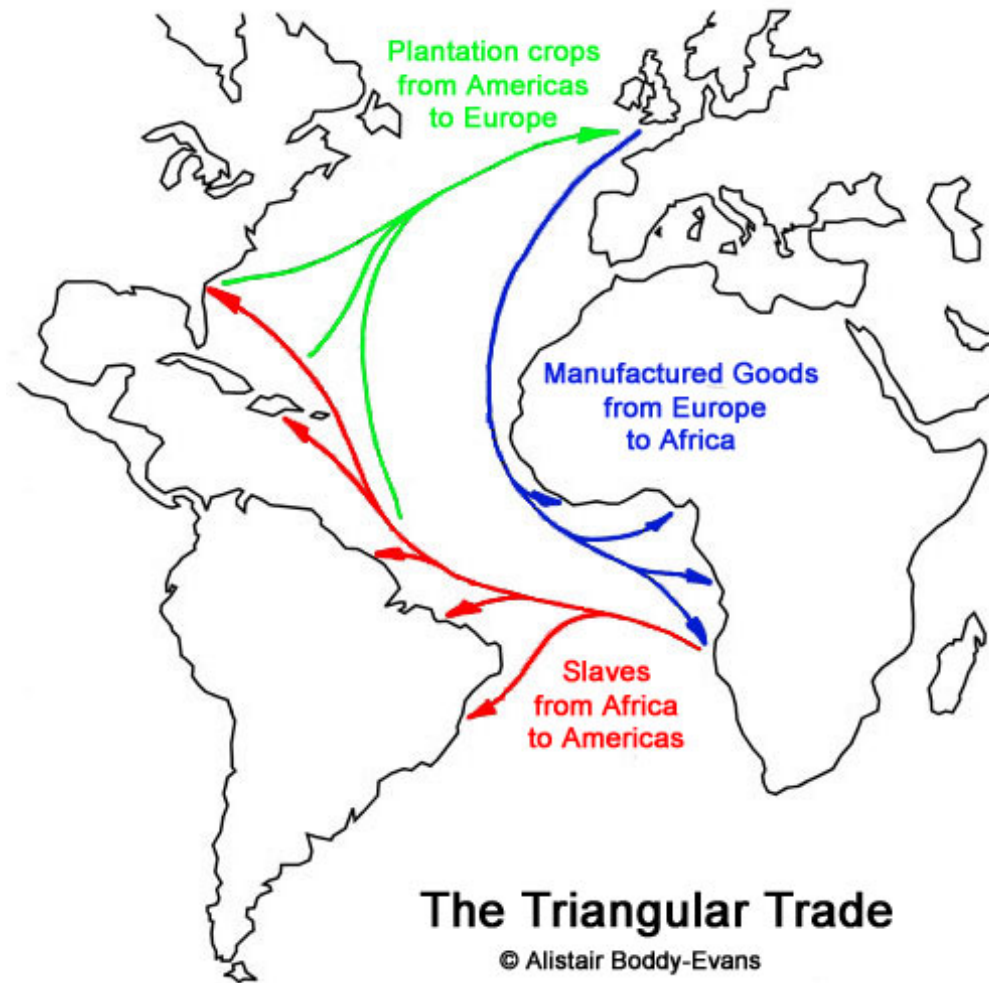 Plantation crops
from Americas
to Europe
Manufactured Goods
from Europe
to Africa
Slaves
from Africa
to Americas
The Triangular Trade
© Alistair Boddy-Evans